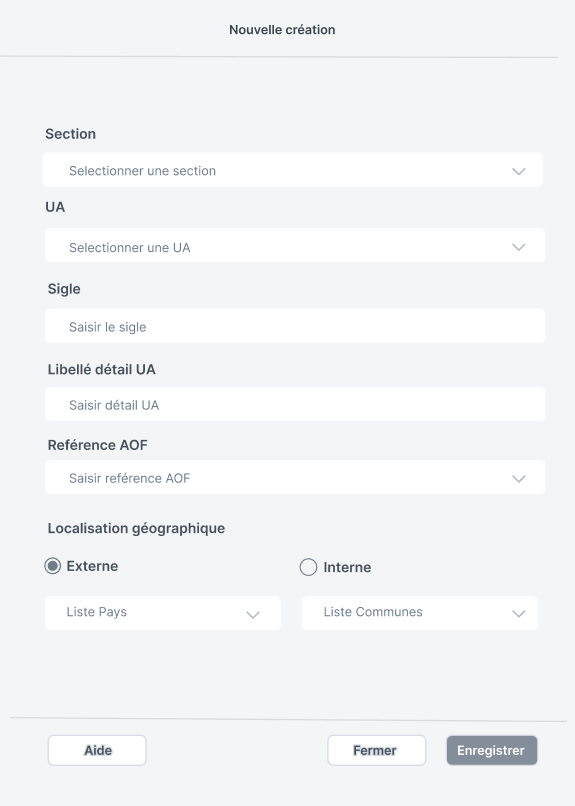 Nouvelle création
Section
Selectionner une section
UA
Selectionner une UA
Sigle
Saisir le sigle
Libellé détail UA
Saisir détail UA
Reférence AOF
Saisir reférence AOF
Localisation géographique
Externe
Interne
Liste Pays
Liste Communes
Aide
Fermer
Enregistrer